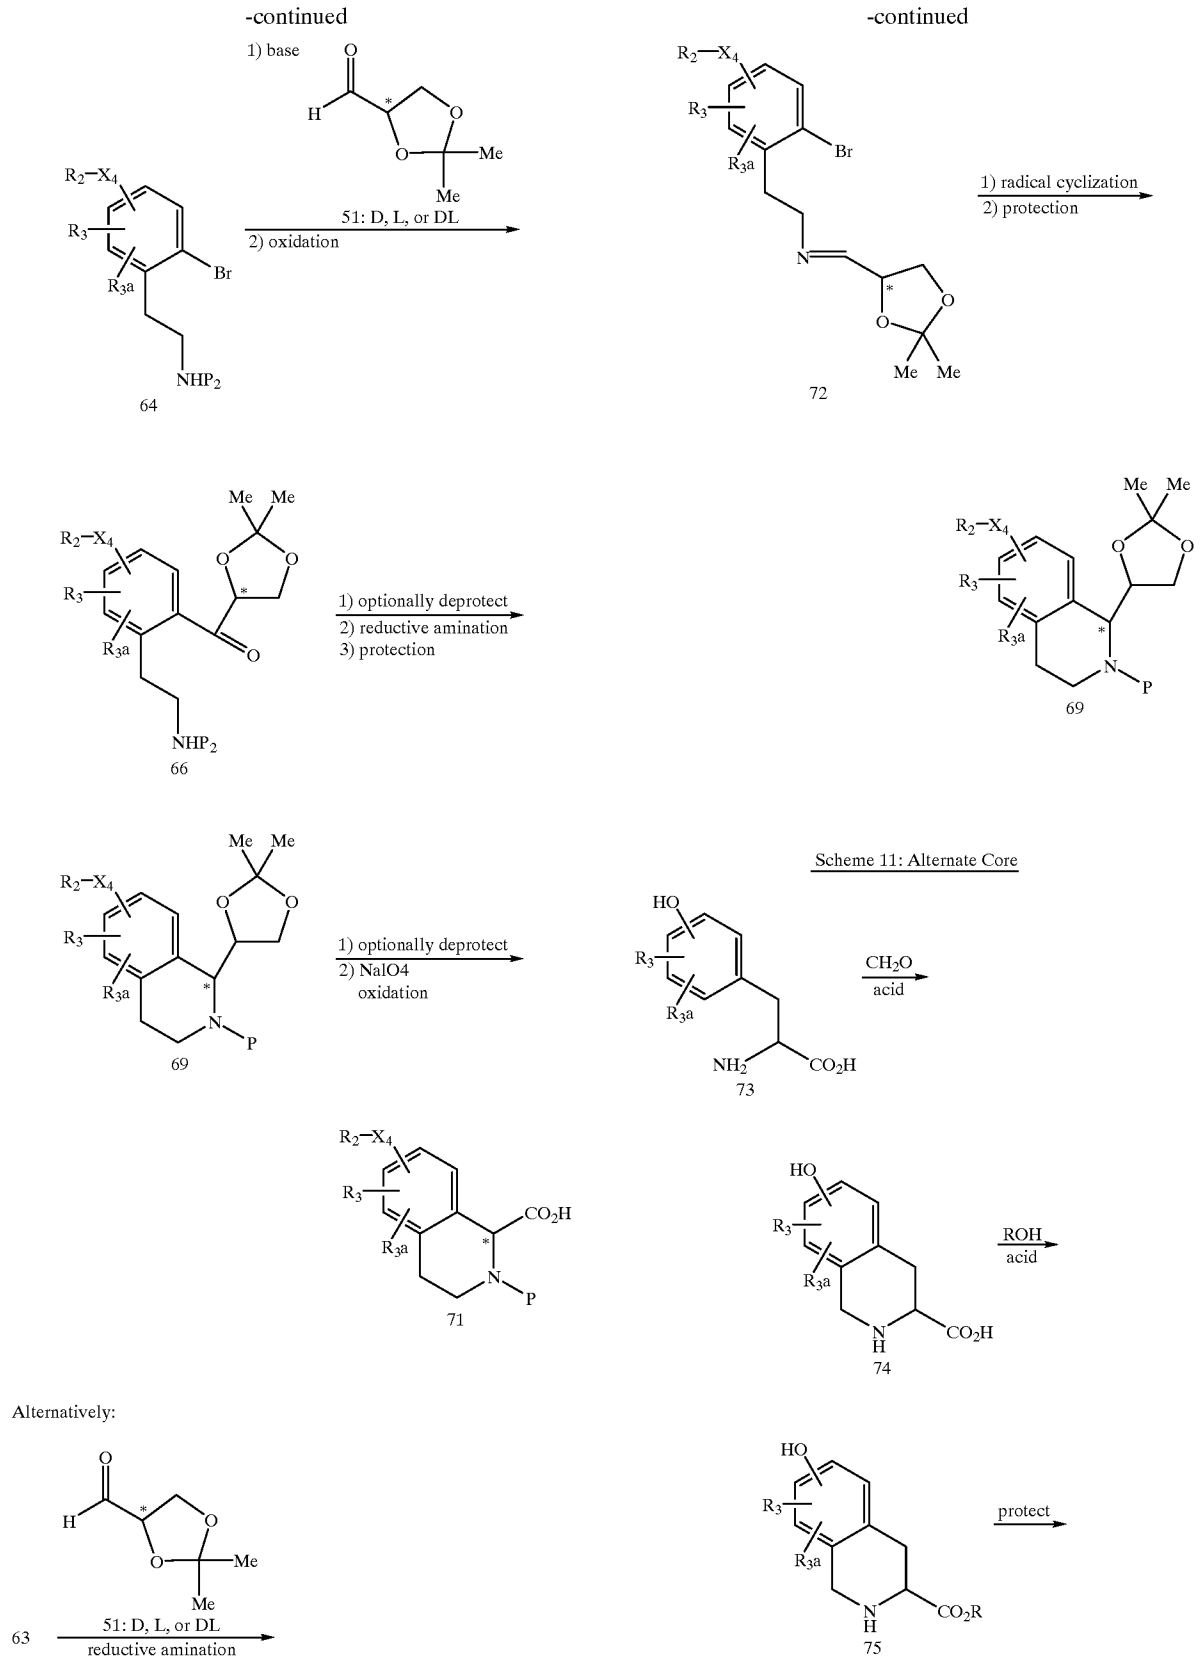 -continued
1) base
O
H
*
O
O
Me
Me
R2-X4
R3
R3a
Br
NHP2
64
51: D, L, or DL
2) oxidation
Me Me
R2-X4
O
O
R3
*
R3a
O
NHP2
66
1) optionally deprotect
2) reductive amination
3) protection
Me Me
R2-X4
O
O
R3
R3a
*
N
P
69
1) optionally deprotect
2) NaIO4
oxidation
R2-X4
R3
CO2H
R3a
*
N
P
71
Alternatively:
O
H
*
O
O
Me
Me
63
51: D, L, or DL
reductive amination
-continued
R2-X4
R3
Br
R3a
N
*
O
O
Me Me
72
1) radical cyclization
2) protection
Me Me
R2-X4
O
O
R3
R3a
*
N
P
69
Scheme 11: Alternate Core
HO
R3
R3a
NH2
CO2H
73
CH2O
acid
HO
R3
R3a
N
H
CO2H
74
ROH
acid
HO
R3
R3a
N
H
CO2R
75
protect